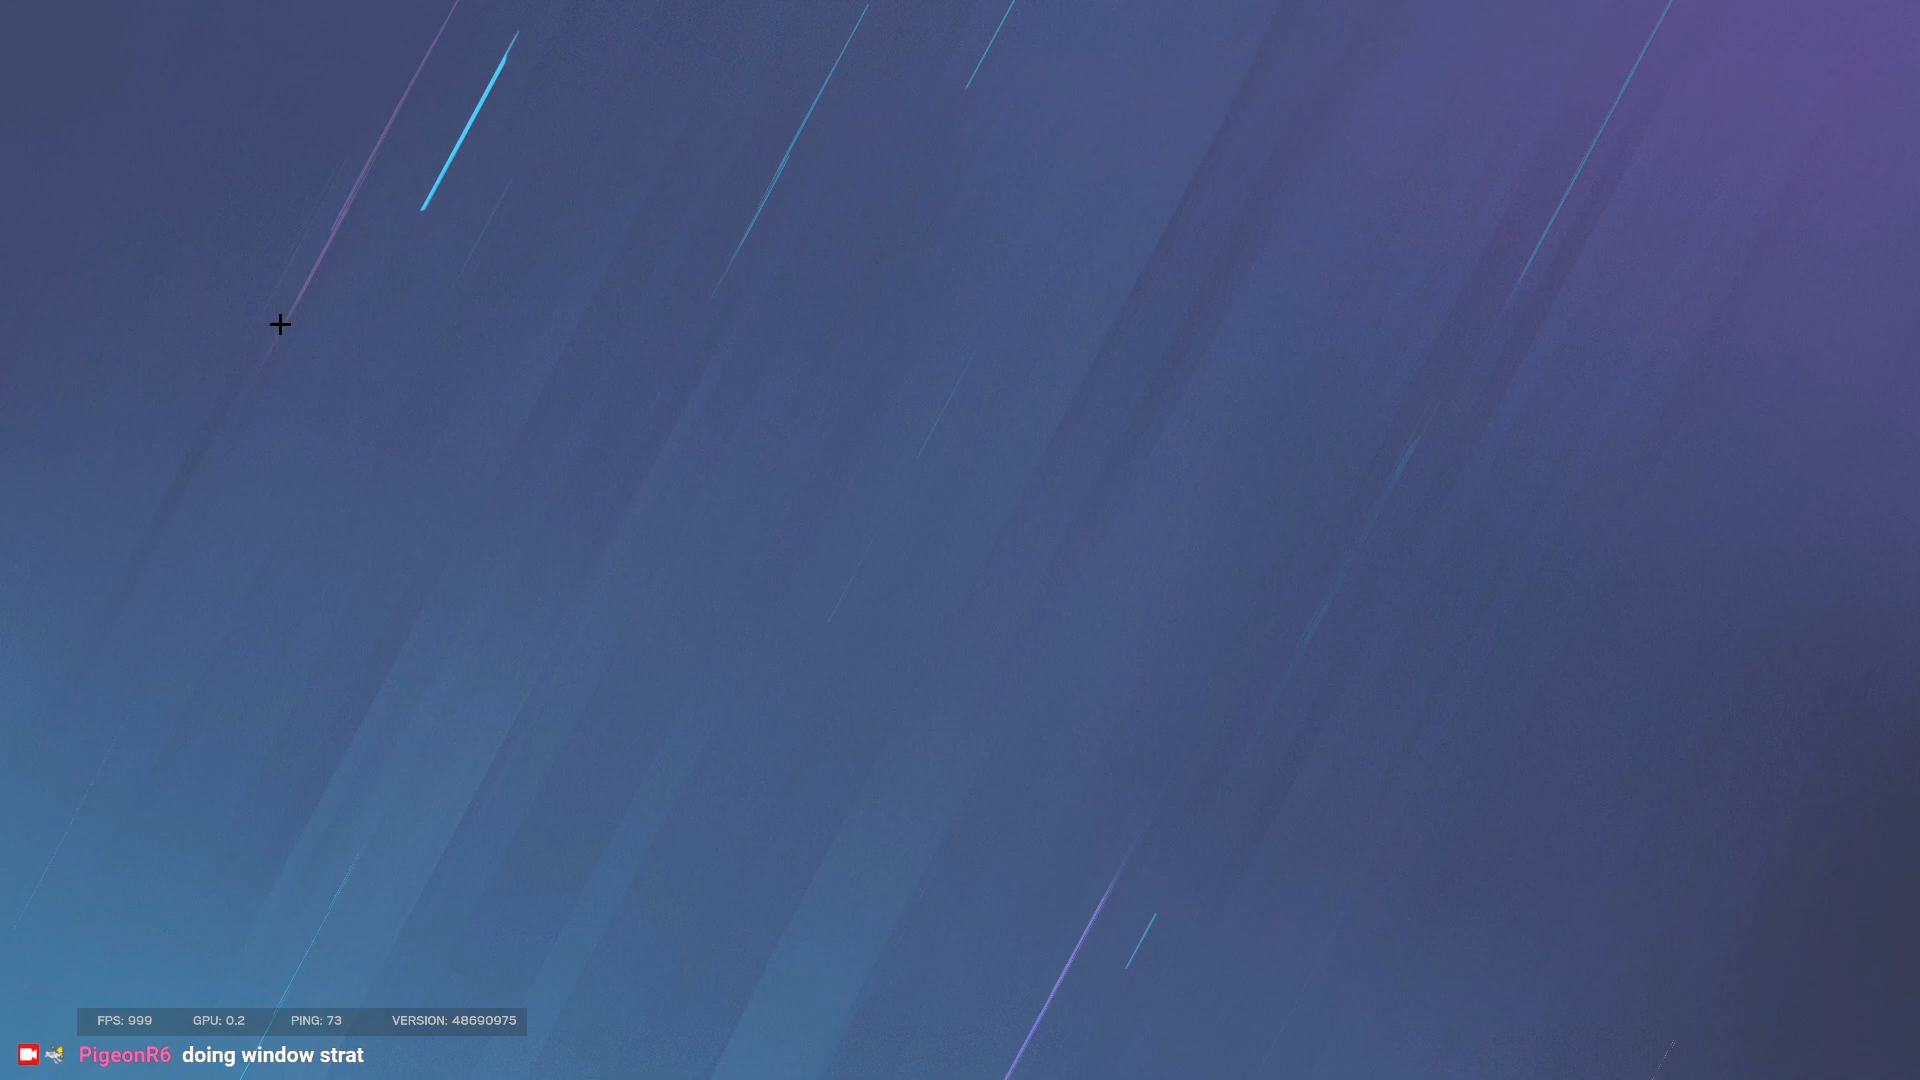 FPS: 999 GPU: 0.2 PING: 73 VERSION: 48690975
PigeonR6 doing window strat